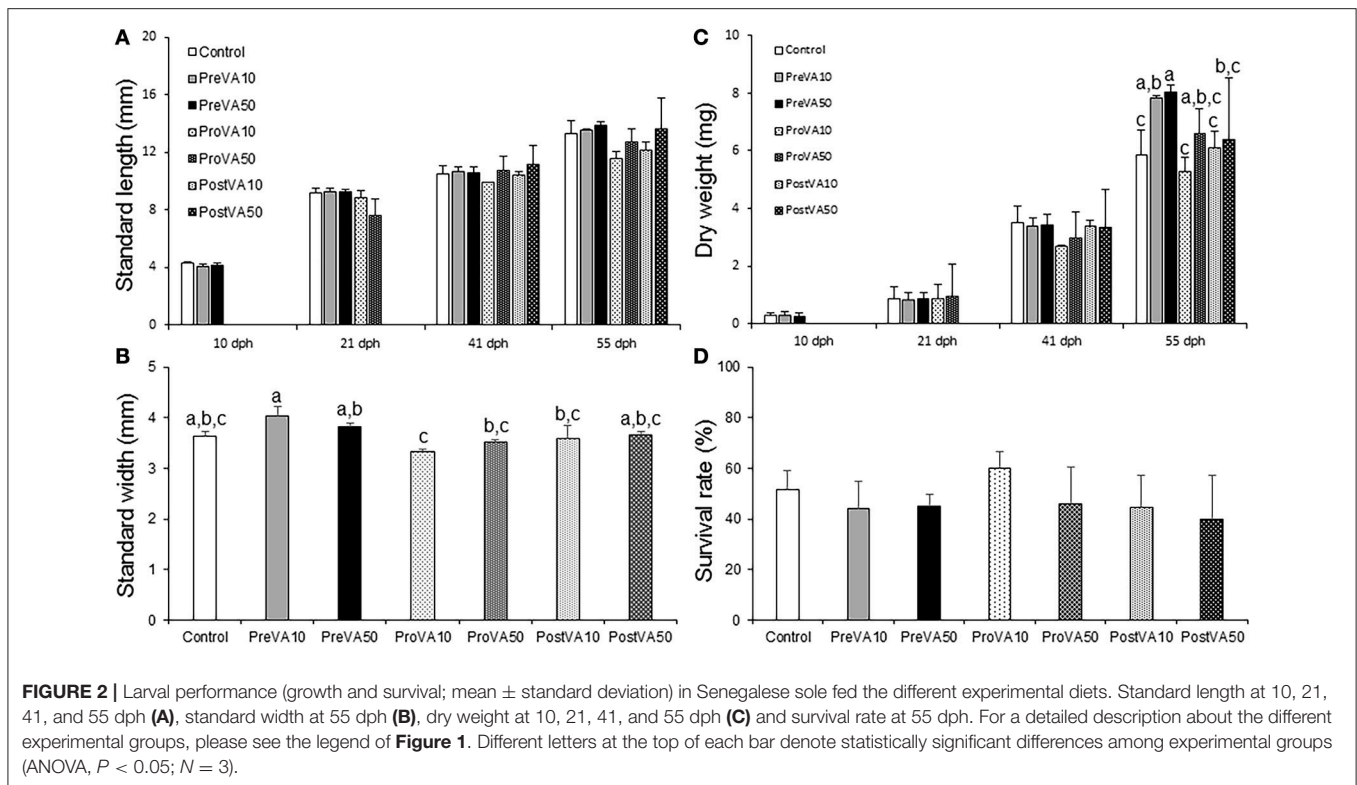 A
Standard length (mm)
20
16
12
8
4
0
Control
PreVA10
PreVA50
ProVA10
ProVA50
PostVA10
PostVA50
10 dph
21 dph
41 dph
55 dph
C
Dry weight (mg)
10
8
6
4
2
0
Control
PreVA10
PreVA50
ProVA10
ProVA50
PostVA10
PostVA50
c
a,b
a
c
a,b,c
c
b,c
10 dph
21 dph
41 dph
55 dph
B
Standard width (mm)
5
4
3
2
1
0
a,b,c
a
a,b
c
b,c
b,c
a,b,c
Control
PreVA10
PreVA50
ProVA10
ProVA50
PostVA10
PostVA50
D
Survival rate (%)
100
80
60
40
20
0
Control
PreVA10
PreVA50
ProVA10
ProVA50
PostVA10
PostVA50
FIGURE 2 | Larval performance (growth and survival; mean ± standard deviation) in Senegalese sole fed the different experimental diets. Standard length at 10, 21,
41, and 55 dph (A), standard width at 55 dph (B), dry weight at 10, 21, 41, and 55 dph (C) and survival rate at 55 dph. For a detailed description about the different
experimental groups, please see the legend of Figure 1. Different letters at the top of each bar denote statistically significant differences among experimental groups
(ANOVA, P < 0.05; N = 3).